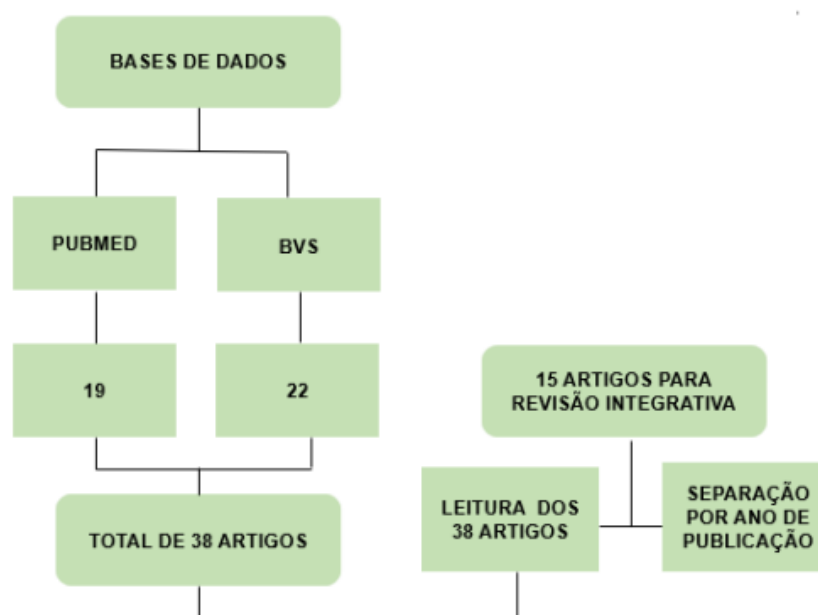 BASES DE DADOS
PUBMED
BVS
19
22
TOTAL DE 38 ARTIGOS
15 ARTIGOS PARA
REVISÃO INTEGRATIVA
LEITURA DOS
38 ARTIGOS
SEPARAÇÃO
POR ANO DE
PUBLICAÇÃO